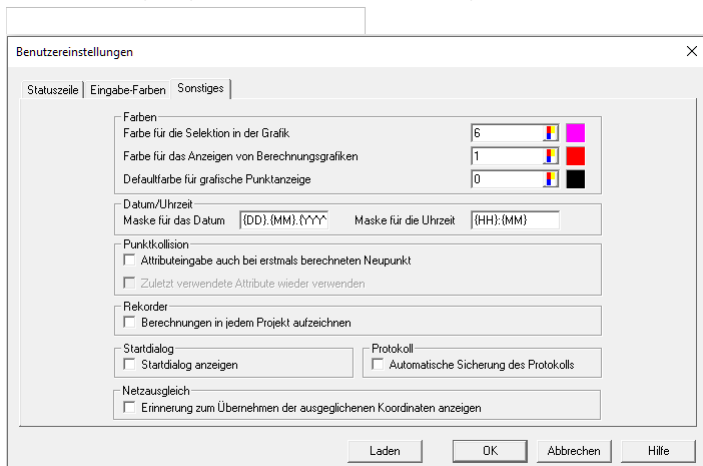 Benutzereinstellungen
Statuszeile Eingabe-Farben Sonstiges
Farben
Farbe für die Selektion in der Grafik 6
Farbe für das Anzeigen von Berechnungsgrafiken 1
Defaultfarbe für grafische Punktanzeige 0
Datum/Uhrzeit
Maske für das Datum {DD}.{MM}.{YYYY Maske für die Uhrzeit {HH}:{MM}
Punktkollision
Attributeingabe auch bei erstmals berechneten Neupunkt
Zuletzt verwendete Attribute wieder verwenden
Rekorder
Berechnungen in jedem Projekt aufzeichnen
Startdialog Protokoll
Startdialog anzeigen Automatische Sicherung des Protokolls
Netzausgleich
Erinnerung zum Übernehmen der ausgeglichenen Koordinaten anzeigen
Laden OK Abbrechen Hilfe